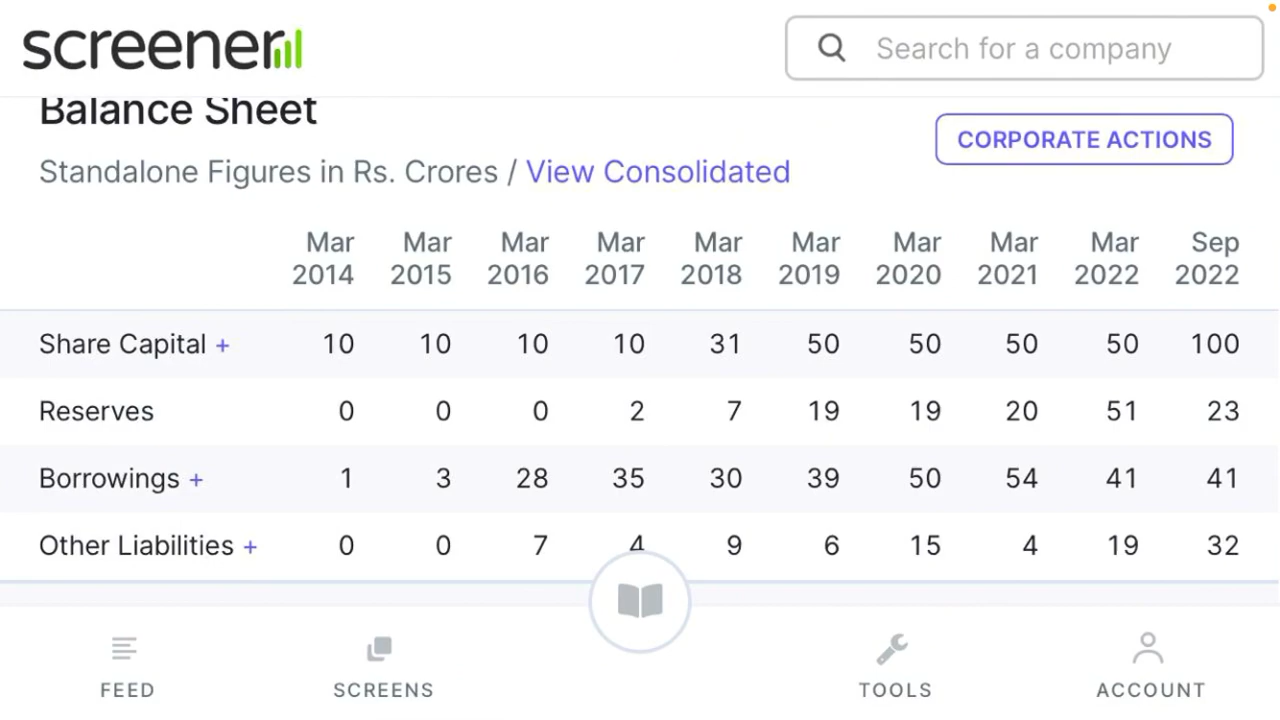 screener
Search for a company
Balance Sheet
CORPORATE ACTIONS
Standalone Figures in Rs. Crores / View Consolidated
Mar 2014 Mar 2015 Mar 2016 Mar 2017 Mar 2018 Mar 2019 Mar 2020 Mar 2021 Mar 2022 Sep 2022
Share Capital + 10 10 10 10 31 50 50 50 50 100
Reserves 0 0 0 2 7 19 19 20 51 23
Borrowings + 1 3 28 35 30 39 50 54 41 41
Other Liabilities + 0 0 7 4 9 6 15 4 19 32
FEED SCREENS TOOLS ACCOUNT